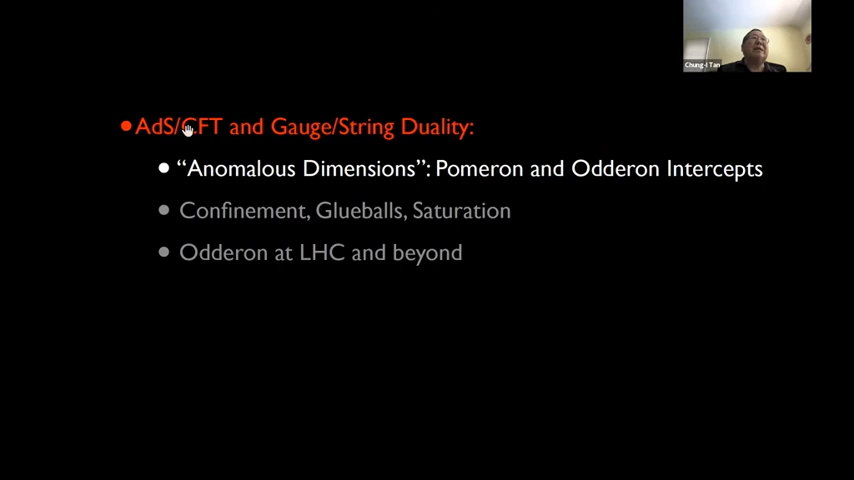 Chung-I Tan
•AdS/CFT and Gauge/String Duality:
• “Anomalous Dimensions”: Pomeron and Odderon Intercepts
• Confinement, Glueballs, Saturation
• Odderon at LHC and beyond